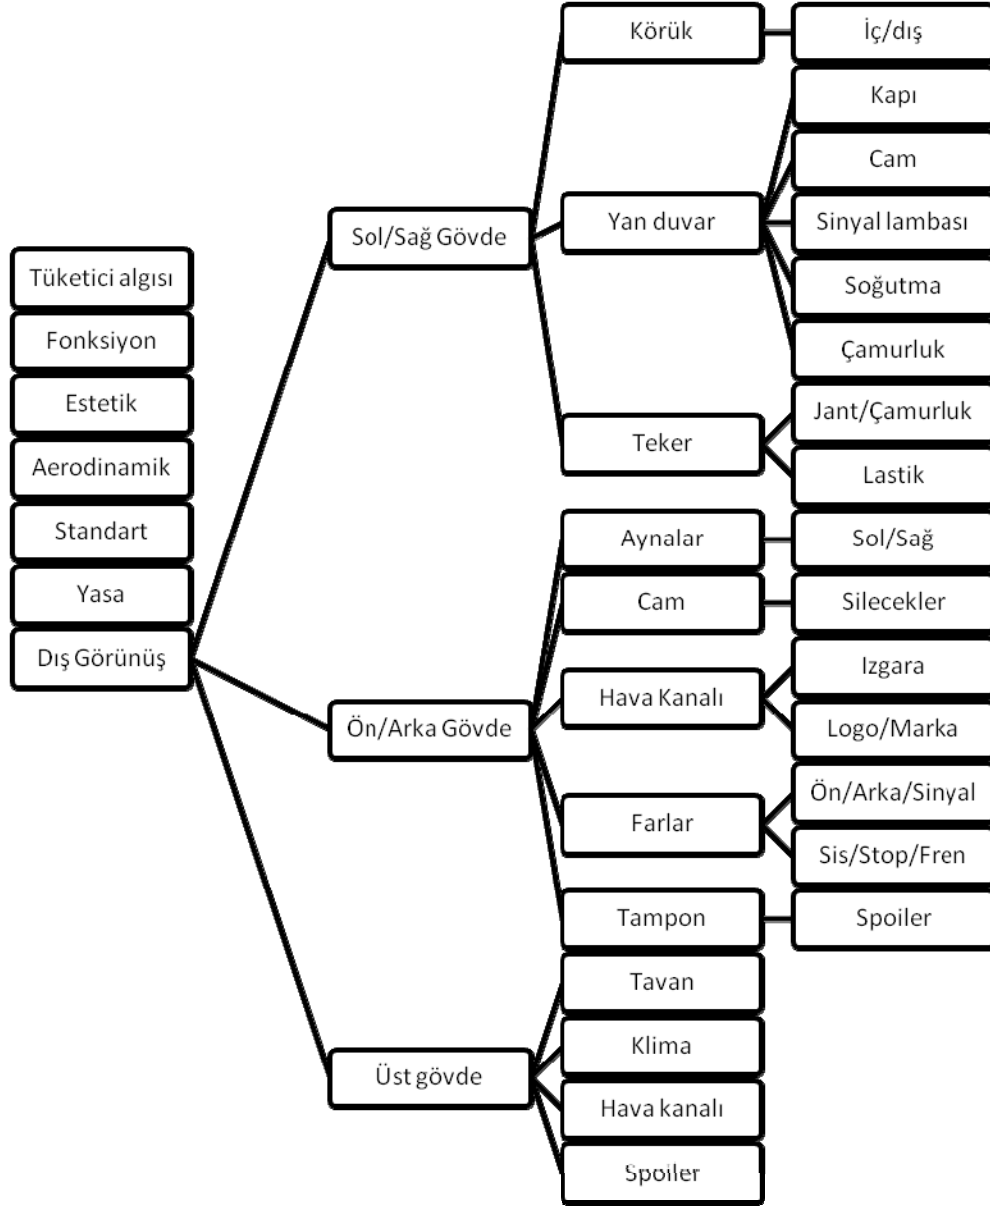 Tüketici algısı
Fonksiyon
Estetik
Aerodinamik
Standart
Yasa
Dış Görünüş
Sol/Sağ Gövde
Ön/Arka Gövde
Üst gövde
Körük
Yan duvar
Teker
Aynalar
Cam
Hava Kanalı
Farlar
Tampon
Tavan
Klima
Hava kanalı
Spoiler
İç/dış
Kapı
Cam
Sinyal lambası
Soğutma
Çamurluk
Jant/Çamurluk
Lastik
Sol/Sağ
Silecekler
Izgara
Logo/Marka
Ön/Arka/Sinyal
Sis/Stop/Fren
Spoiler